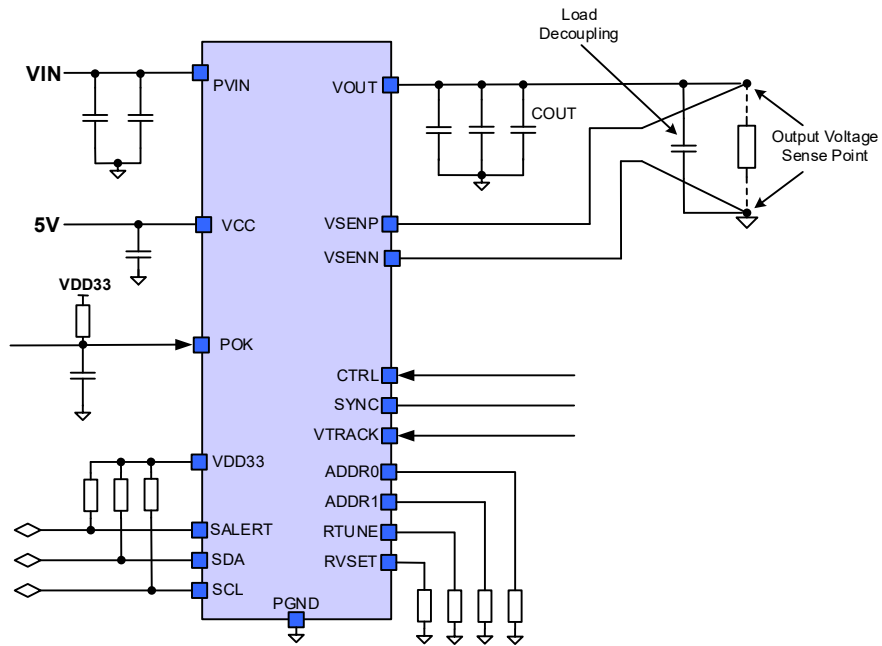 Load
Decoupling
VIN
PVIN
VOUT
COUT
Output Voltage
Sense Point
5V
VCC
VSENP
VSENN
VDD33
POK
CTRL
SYNC
VTRACK
VDD33
ADDR0
ADDR1
SALERT
RTUNE
SDA
RVSET
SCL
PGND